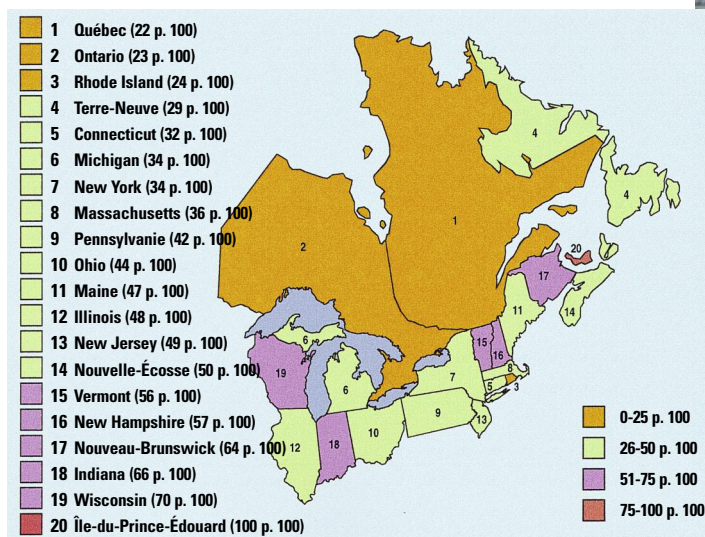 1 Québec (22 p. 100)
2 Ontario (23 p. 100)
3 Rhode Island (24 p. 100)
4 Terre-Neuve (29 p. 100)
5 Connecticut (32 p. 100)
6 Michigan (34 p. 100)
7 New York (34 p. 100)
8 Massachusetts (36 p. 100)
9 Pennsylvanie (42 p. 100)
10 Ohio (44 p. 100)
11 Maine (47 p. 100)
12 Illinois (48 p. 100)
13 New Jersey (49 p. 100)
14 Nouvelle-Écosse (50 p. 100)
15 Vermont (56 p. 100)
16 New Hampshire (57 p. 100)
17 Nouveau-Brunswick (64 p. 100)
18 Indiana (66 p. 100)
19 Wisconsin (70 p. 100)
20 Île-du-Prince-Édouard (100 p. 100)
4
4
1
2
20
17
11
14
6
15
16
8
7
5
3
19
6
9
13
10
12
18
0-25 p. 100
26-50 p. 100
51-75 p. 100
75-100 p. 100